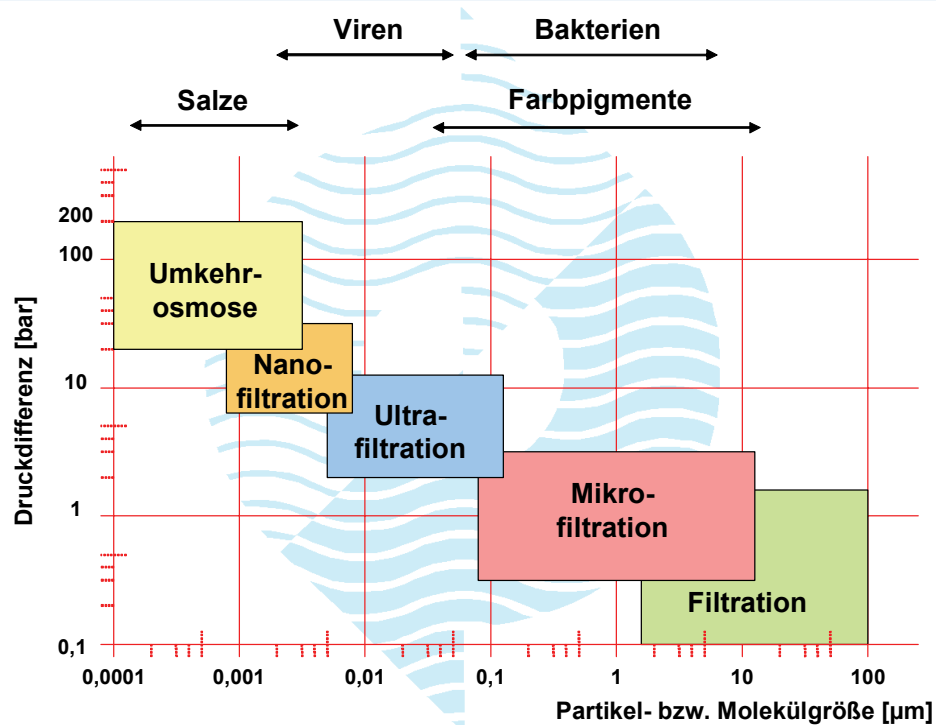 Viren
Bakterien
Salze
Farbpigmente
200
100
10
1
0,1
Druckdifferenz [bar]
Umkehr-
osmose
Nano-
filtration
Ultra-
filtration
Mikro-
filtration
Filtration
0,0001
0,001
0,01
0,1
1
10
100
Partikel- bzw. Molekülgröße [µm]